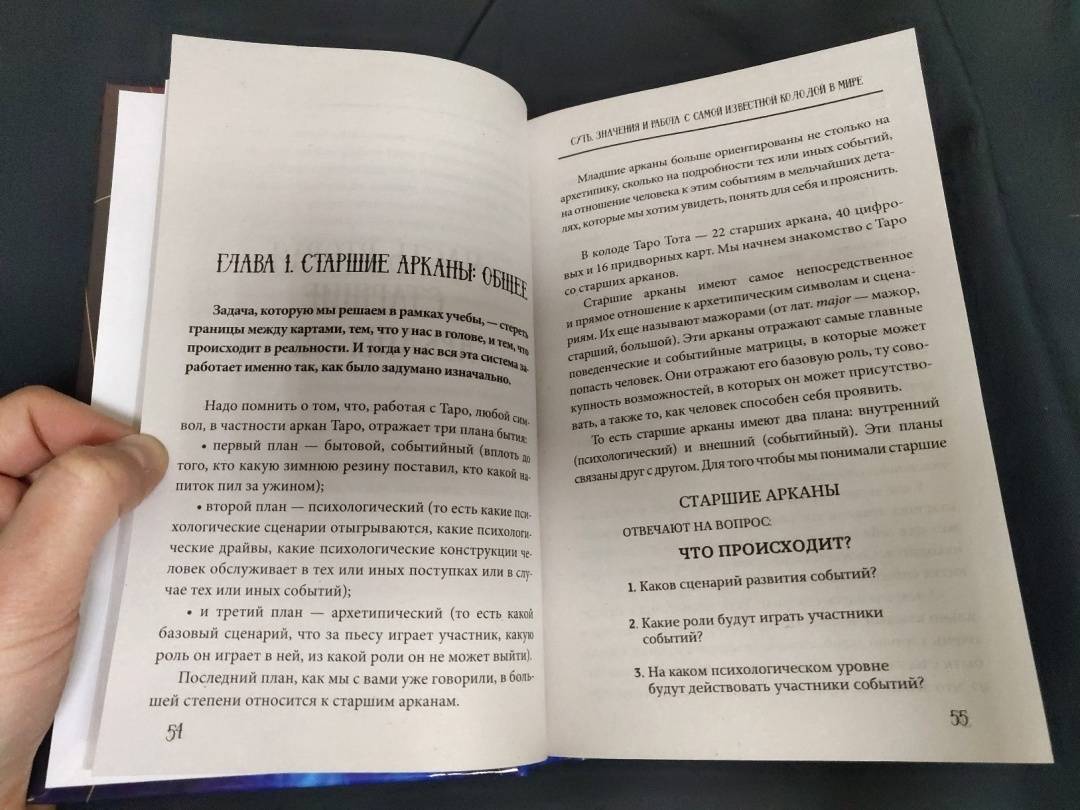 ГЛАВА 1. СТАРШИЕ АРКАНЫ: ОБЩЕЕ
Задача, которую мы решаем в рамках учебы, — стереть
границы между картами, тем, что у нас в голове, и тем, что
происходит в реальности. И тогда у нас вся эта система за-
работает именно так, как было задумано изначально.
Надо помнить о том, что, работая с Таро, любой сим-
вол, в частности аркан Таро, отражает три плана бытия:
• первый план — бытовой, событийный (вплоть до
того, кто какую зимнюю резину поставил, кто какой на-
питок пил за ужином);
• второй план — психологический (то есть какие пси-
хологические сценарии отыгрываются, какие психологи-
ческие драйвы, какие психологические конструкции че-
ловек обслуживает в тех или иных поступках или в слу-
чае тех или иных событий);
• и третий план — архетипический (то есть какой
базовый сценарий, что за пьесу играет участник, какую
роль он играет в ней, из какой роли он не может выйти).
Последний план, как мы с вами уже говорили, в боль-
шей степени относится к старшим арканам.
54
СУТЬ, ЗНАЧЕНИЯ И РАБОТА С САМОЙ ИЗВЕСТНОЙ КОЛОДОЙ В МИРЕ
Младшие арканы больше ориентированы не столько на
архетипику, сколько на подробности тех или иных событий,
на отношение человека к этим событиям в мельчайших дета-
лях, которые мы хотим увидеть, понять для себя и прояснить.
В колоде Таро Тота — 22 старших аркана, 40 цифро-
вых и 16 придворных карт. Мы начнем знакомство с Таро
со старших арканов.
Старшие арканы имеют самое непосредственное
и прямое отношение к архетипическим символам и сцена-
риям. Их еще называют мажорами (от лат. major — мажор,
старший, большой). Эти арканы отражают самые главные
поведенческие и событийные матрицы, в которые может
попасть человек. Они отражают его базовую роль, ту сово-
купность возможностей, в которых он может присутство-
вать, а также то, как человек способен себя проявить.
То есть старшие арканы имеют два плана: внутренний
(психологический) и внешний (событийный). Эти планы
связаны друг с другом. Для того чтобы мы понимали старшие
СТАРШИЕ АРКАНЫ
ОТВЕЧАЮТ НА ВОПРОС:
ЧТО ПРОИСХОДИТ?
1. Каков сценарий развития событий?
2. Какие роли будут играть участники
событий?
3. На каком психологическом уровне
будут действовать участники событий?
55